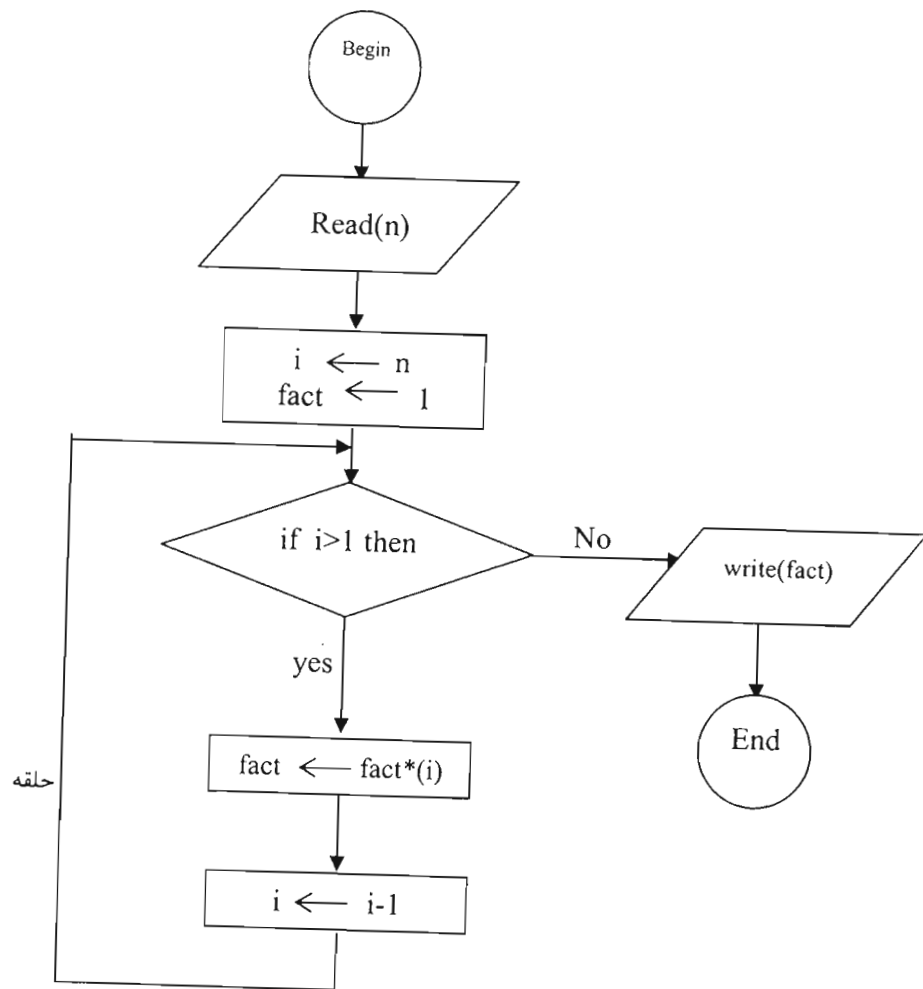 Begin
Read(n)
i ← n
fact ← 1
if i>1 then
No
write(fact)
yes
End
fact ← fact*(i)
حلقه
i ← i-1